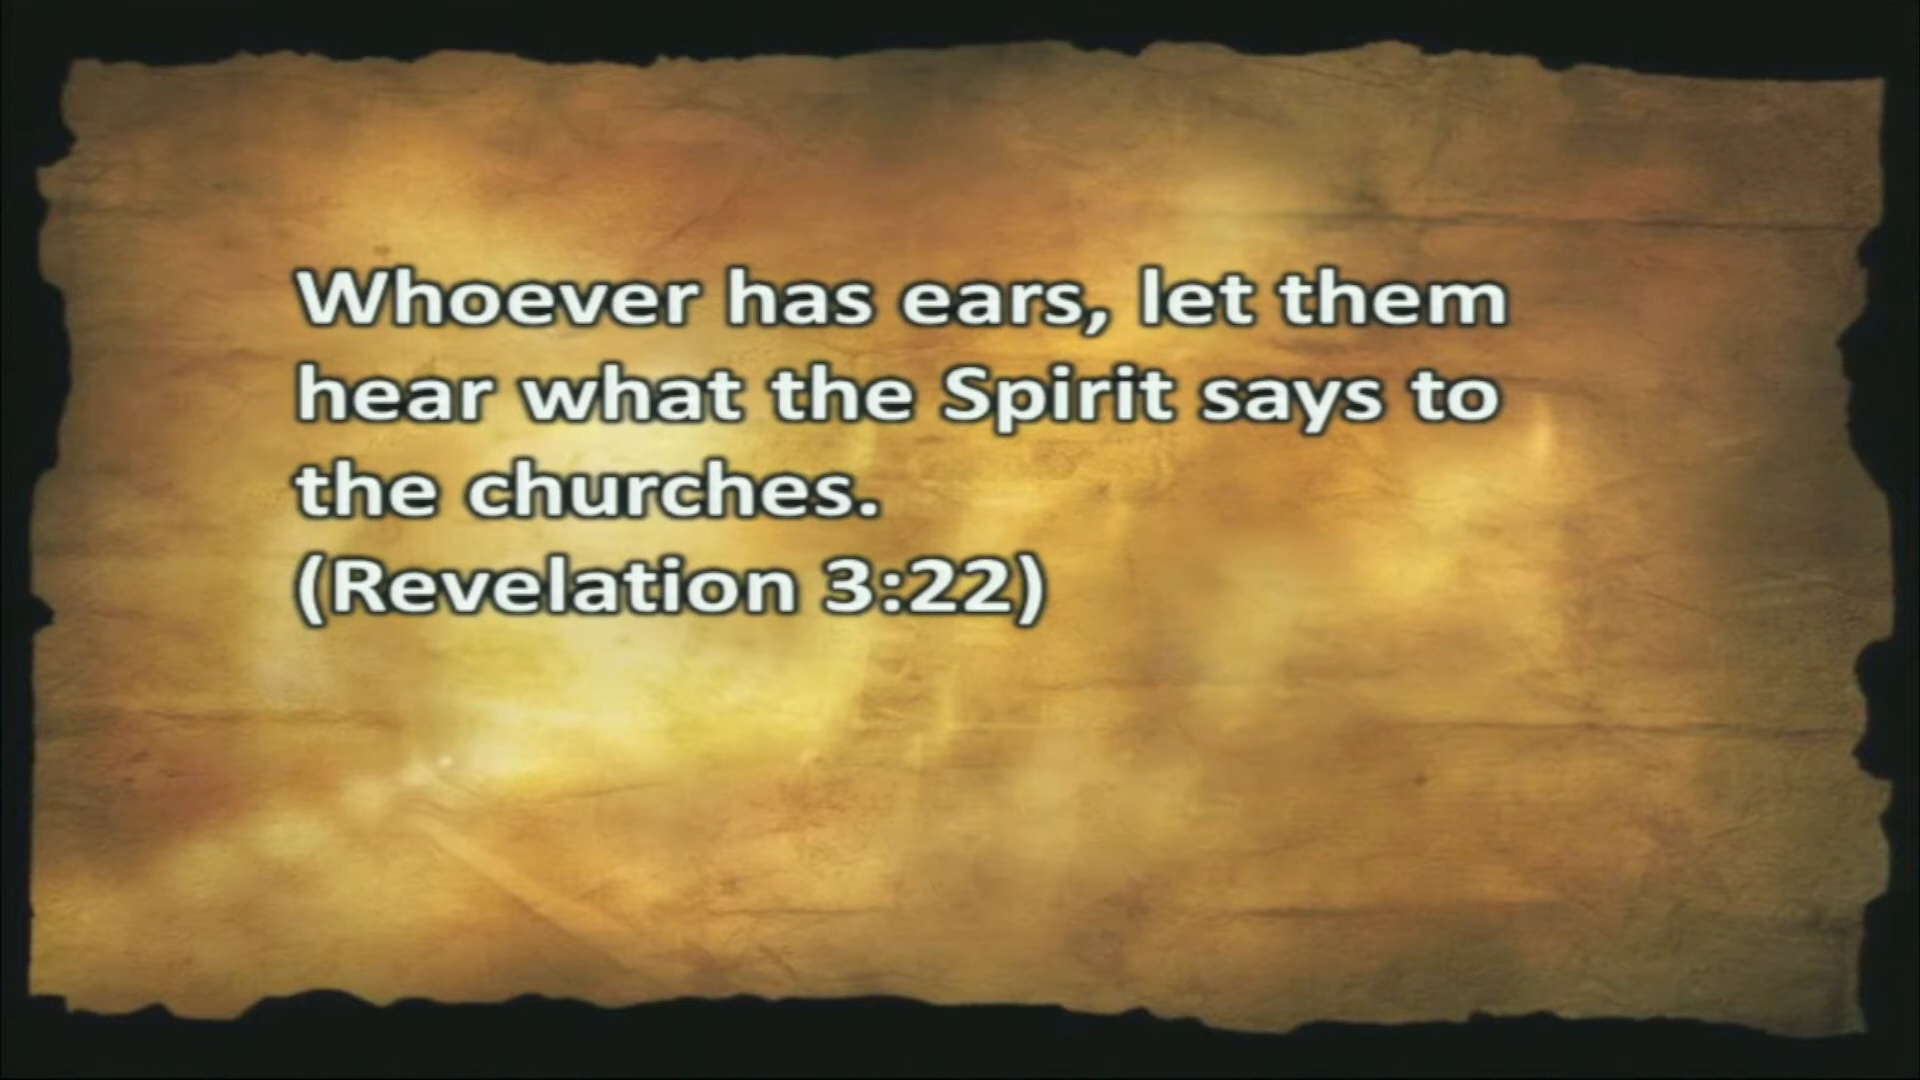 Whoever has ears, let them
hear what the Spirit says to
the churches.
(Revelation 3:22)